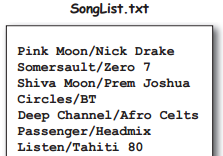 SongList.txt
Pink Moon/Nick Drake
Somersault/Zero 7
Shiva Moon/Prem Joshua
Circles/BT
Deep Channel/Afro Celts
Passenger/Headmix
Listen/Tahiti 80